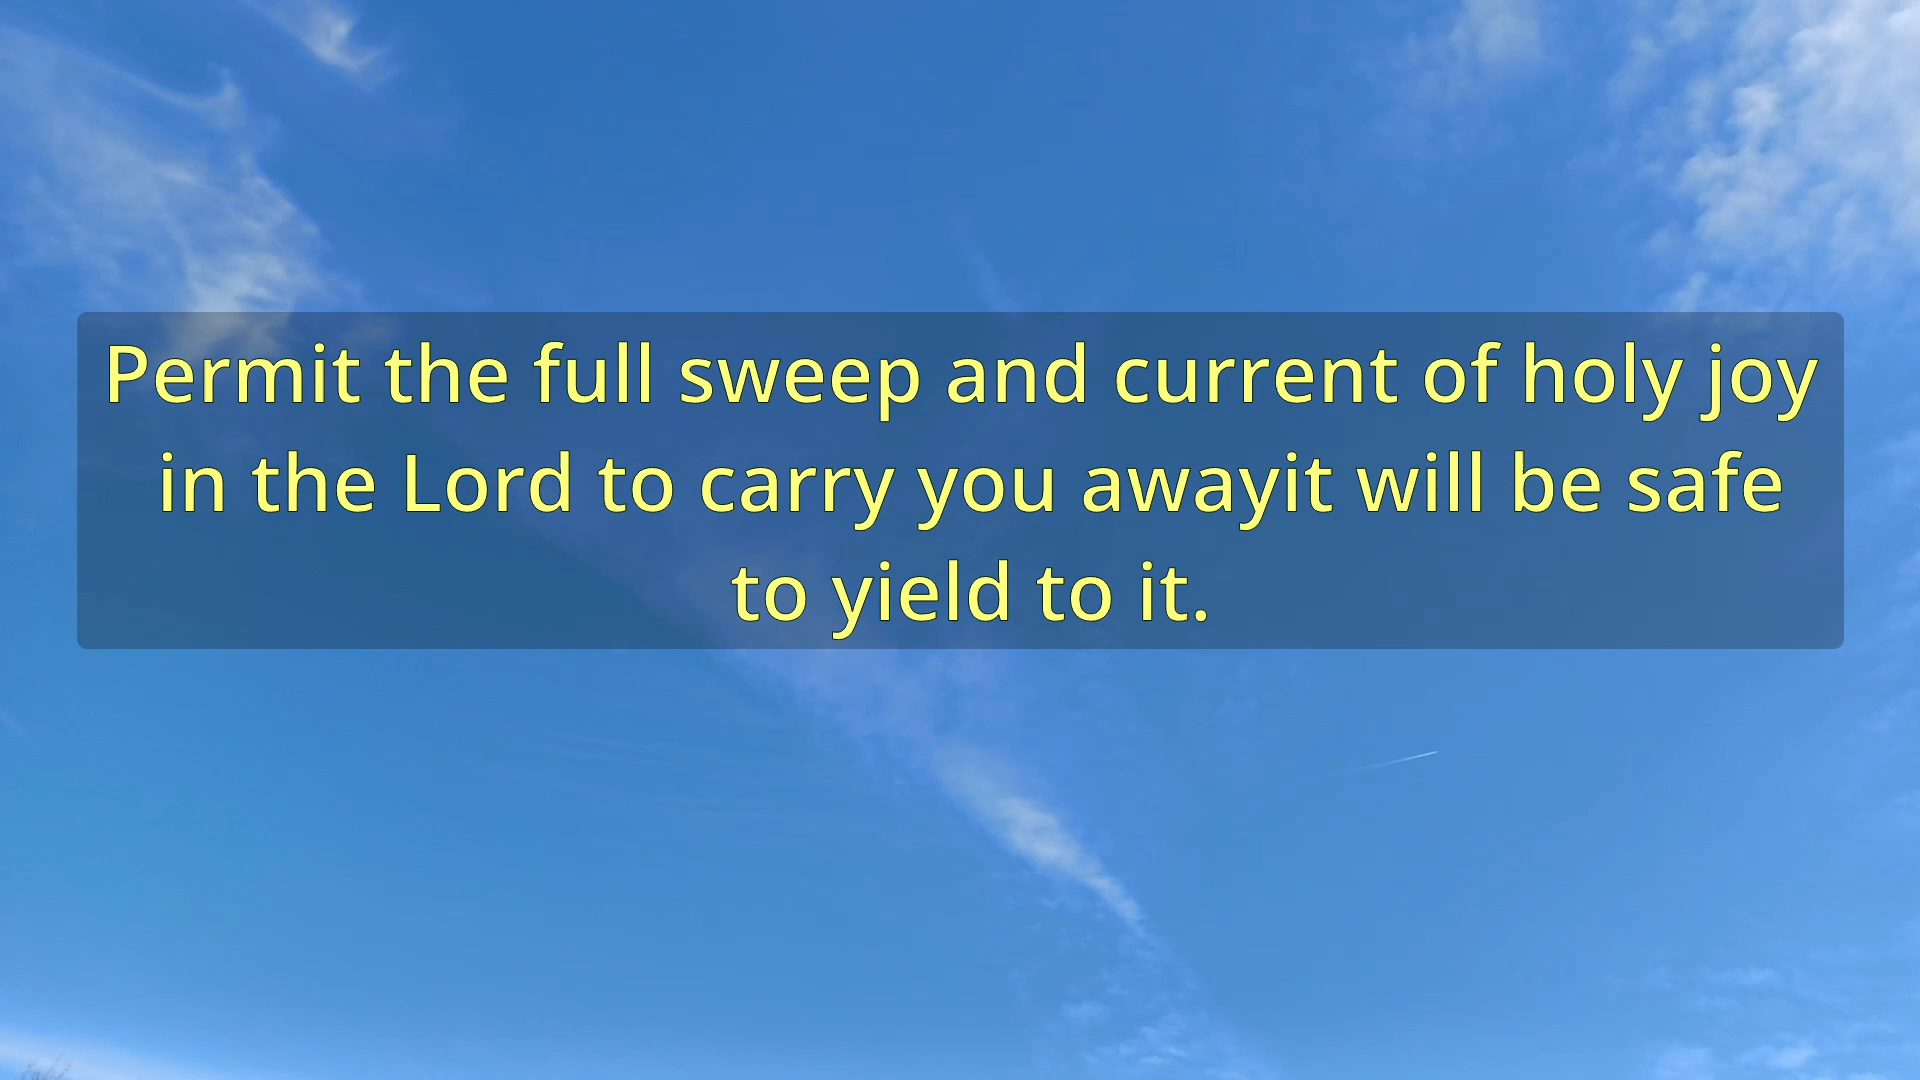 Permit the full sweep and current of holy joy
in the Lord to carry you awayit will be safe
to yield to it.